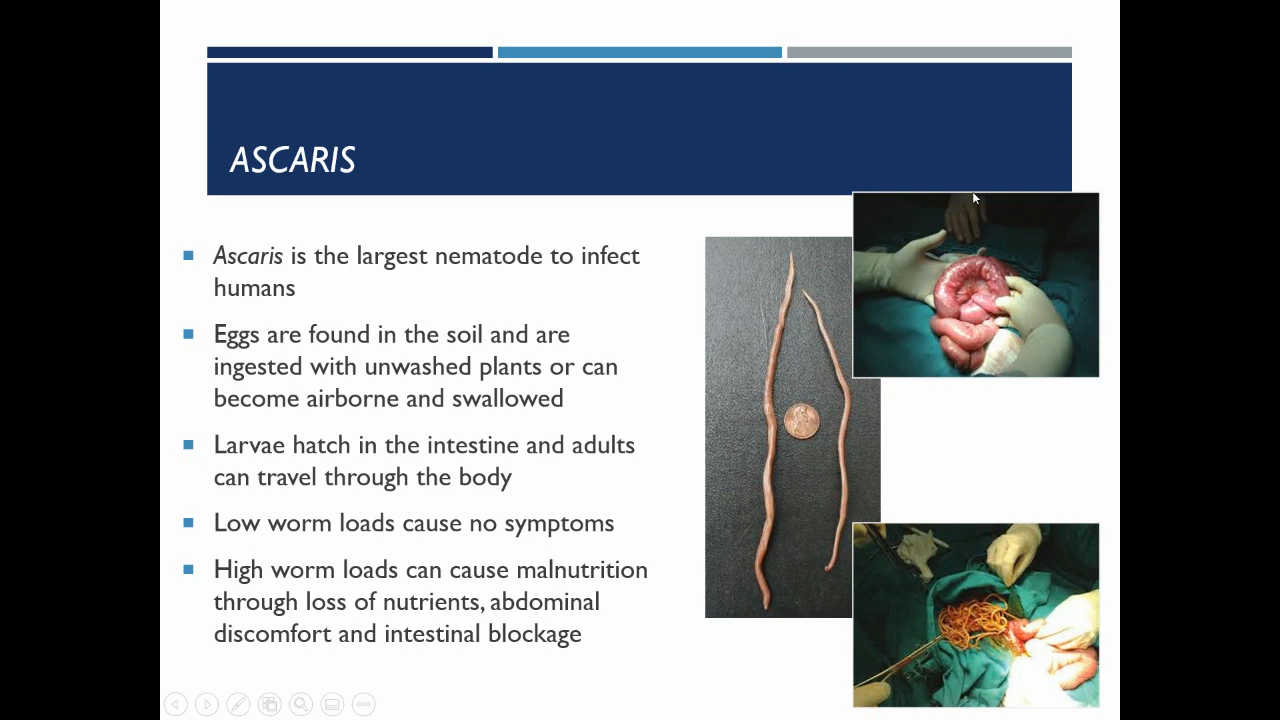 ASCARIS
Ascaris is the largest nematode to infect
humans
Eggs are found in the soil and are
ingested with unwashed plants or can
become airborne and swallowed
Larvae hatch in the intestine and adults
can travel through the body
Low worm loads cause no symptoms
High worm loads can cause malnutrition
through loss of nutrients, abdominal
discomfort and intestinal blockage